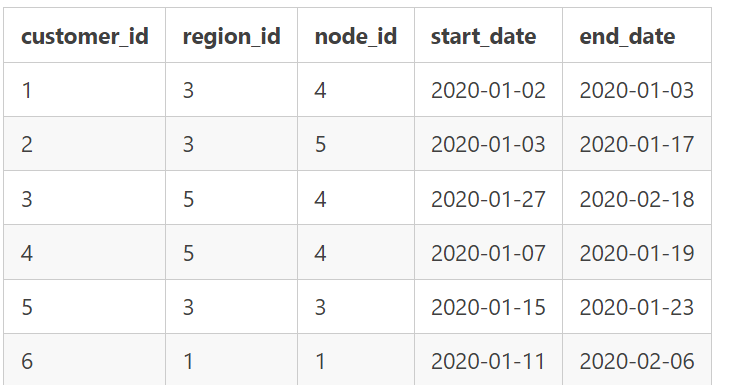 customer_id region_id node_id start_date end_date
1 3 4 2020-01-02 2020-01-03
2 3 5 2020-01-03 2020-01-17
3 5 4 2020-01-27 2020-02-18
4 5 4 2020-01-07 2020-01-19
5 3 3 2020-01-15 2020-01-23
6 1 1 2020-01-11 2020-02-06